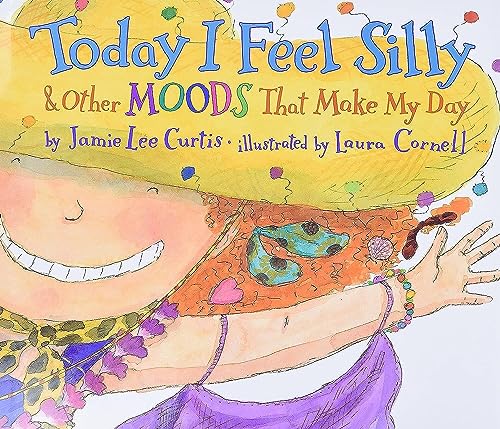 Today I Feel Silly
& Other MOODS That Make My Day
by Jamie Lee Curtis · illustrated by Laura Cornell